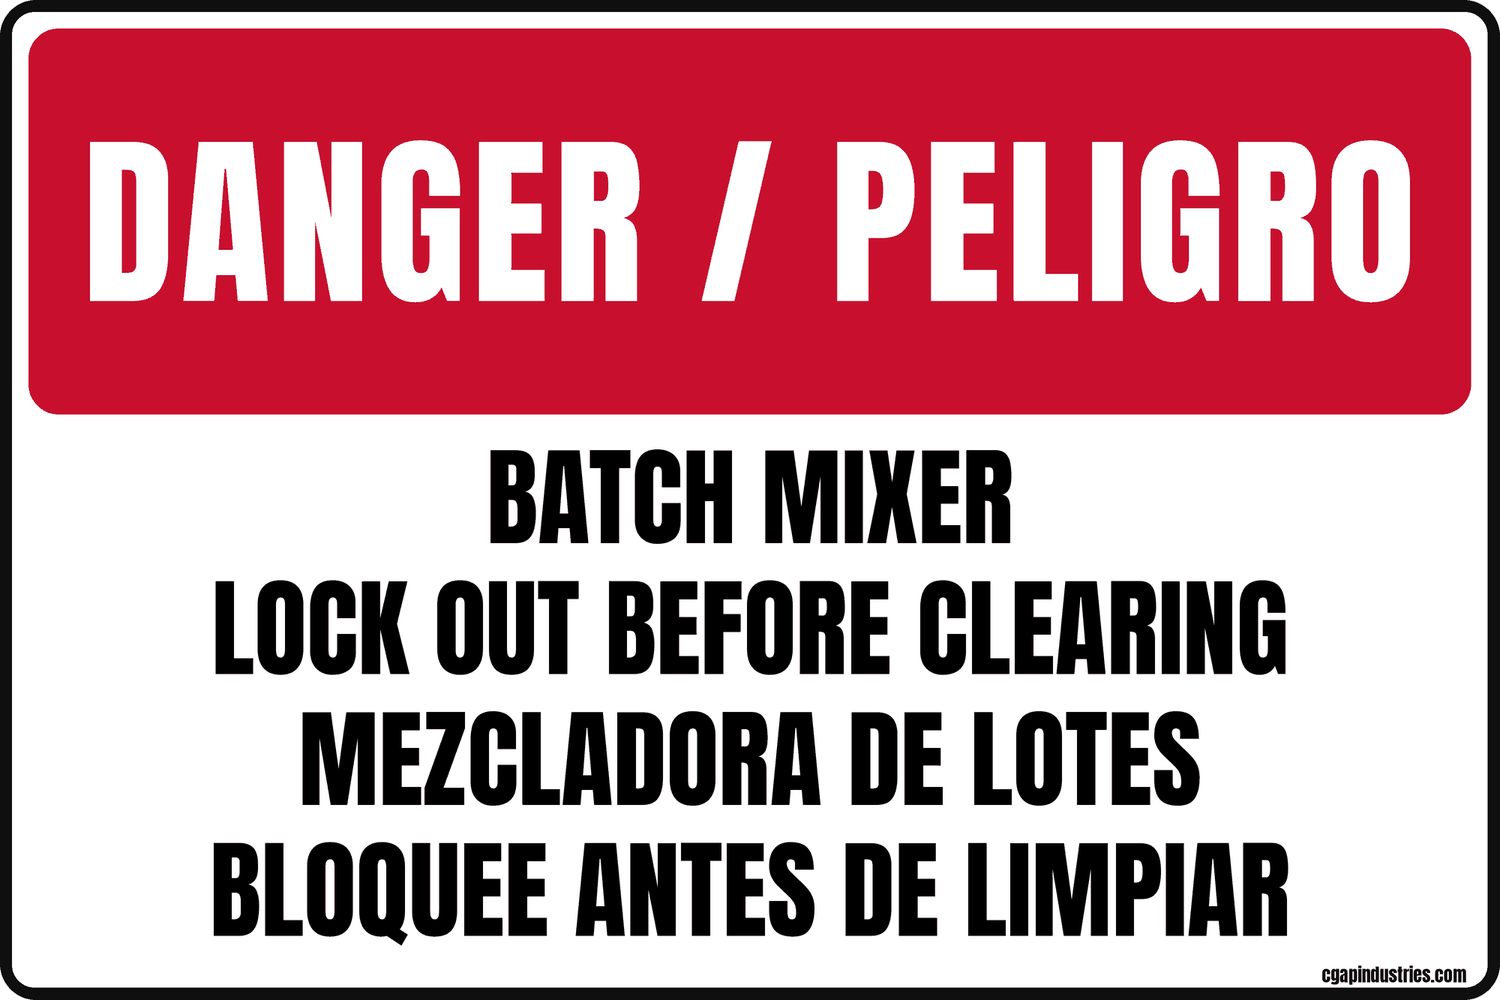 DANGER / PELIGRO
BATCH MIXER
LOCK OUT BEFORE CLEARING
MEZCLADORA DE LOTES
BLOQUEE ANTES DE LIMPIAR
cgapindustries.com